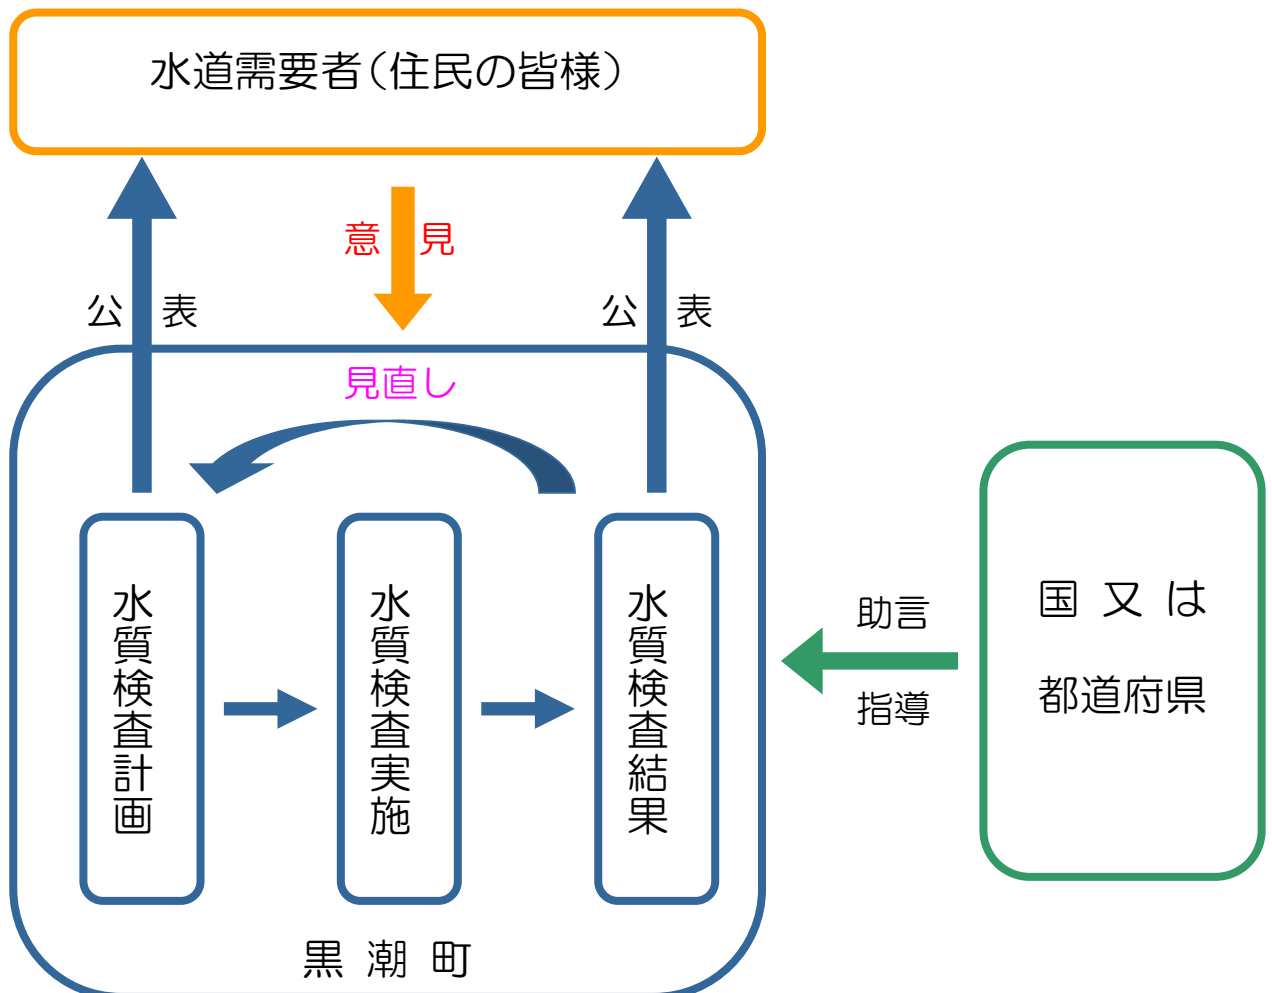 水道需要者（住民の皆様）
意見
公表
公表
見直し
水質検査計画
水質検査実施
水質検査結果
助言
指導
国又は
都道府県
黒潮町